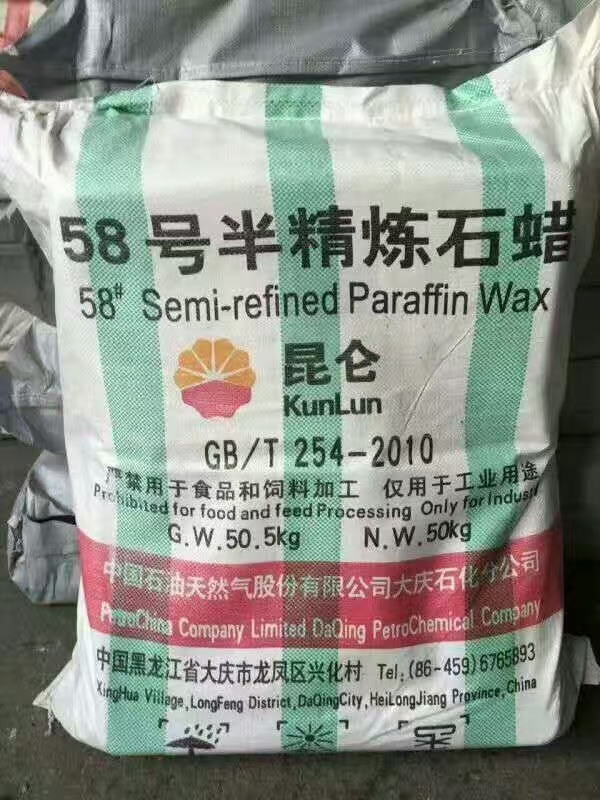 58号半精炼石蜡
58# Semi-refined Paraffin Wax
昆仑
KunLun
GB/T 254-2010
严禁用于食品和饲料加工 仅用于工业用途
Prohibited for food and feed Processing Only for
G.W.50.5kg N.W.50kg
中国石油天然气股份有限公司大庆石化分公司
PetroChina Company Limited DaQing PetroChemical Company
中国黑龙江省大庆市龙凤区兴化村 Tel:(86-459)6765893
XingHua Village,LongFeng District,DaQingCity,HeiLongJiang Province,China